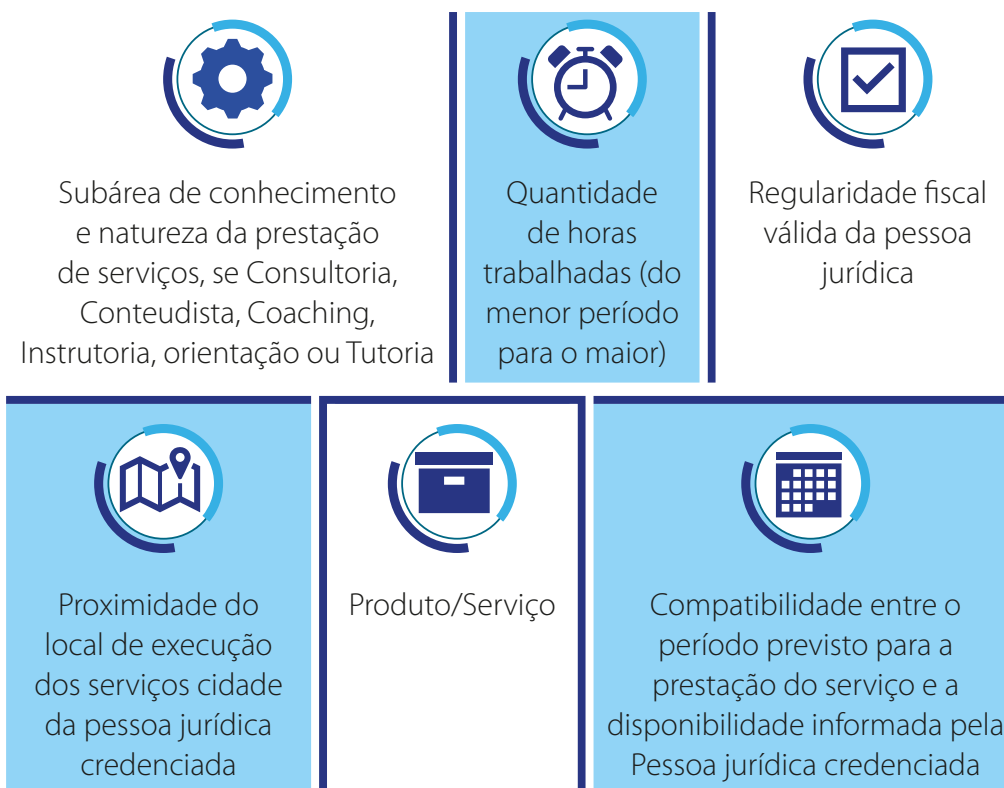 Subárea de conhecimento
e natureza da prestação
de serviços, se Consultoria,
Conteudista, Coaching,
Instrutoria, orientação ou Tutoria
Quantidade
de horas
trabalhadas (do
menor período
para o maior)
Regularidade fiscal
válida da pessoa
jurídica
Proximidade do
local de execução
dos serviços cidade
da pessoa jurídica
credenciada
Produto/Serviço
Compatibilidade entre o
período previsto para a
prestação do serviço e a
disponibilidade informada pela
Pessoa jurídica credenciada